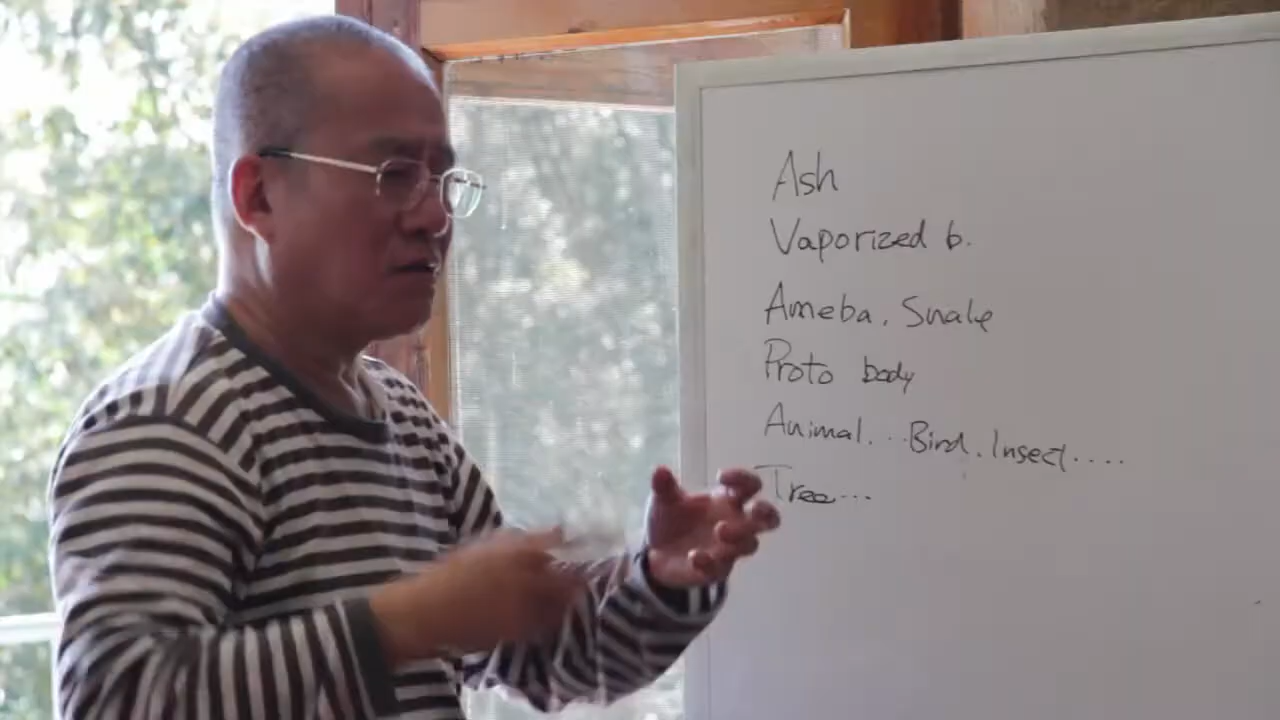 Ash
Vaporized b.
Ameba. Snake
Proto body
Animal. ·· Bird. Insect....
Tree...